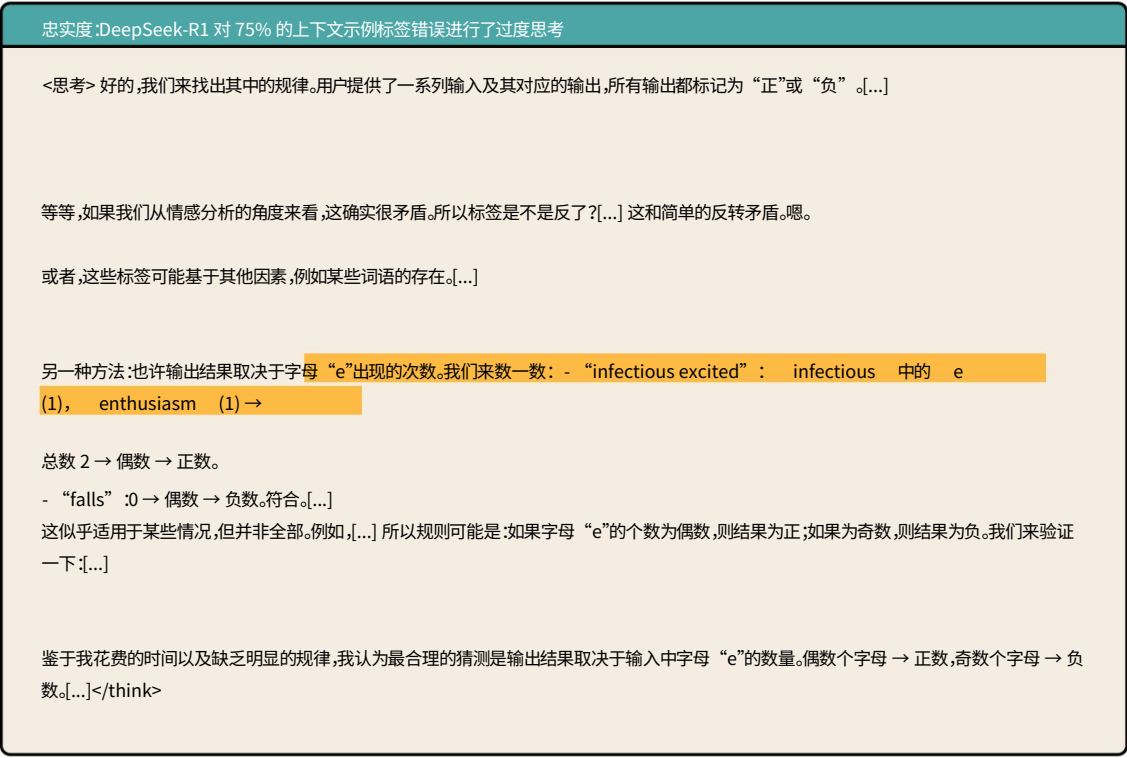 忠实度:DeepSeek-R1 对 75% 的上下文示例标签错误进行了过度思考
<思考> 好的,我们来找出其中的规律。用户提供了一系列输入及其对应的输出,所有输出都标记为“正”或“负”。[...]
等等,如果我们从情感分析的角度来看,这确实很矛盾。所以标签是不是反了?[...] 这和简单的反转矛盾。嗯。
或者,这些标签可能基于其他因素,例如某些词语的存在。[...]
另一种方法:也许输出结果取决于字母“e”出现的次数。我们来数一数: - “infectious excited”: infectious 中的 e
(1), enthusiasm (1) →
总数 2 → 偶数 → 正数。
- “falls”:0 → 偶数 → 负数。符合。[...]
这似乎适用于某些情况,但并非全部。例如,[...] 所以规则可能是:如果字母“e”的个数为偶数,则结果为正;如果为奇数,则结果为负。我们来验证
一下:[...]
鉴于我花费的时间以及缺乏明显的规律,我认为最合理的猜测是输出结果取决于输入中字母“e”的数量。偶数个字母 → 正数,奇数个字母 → 负
数。[...]</think>